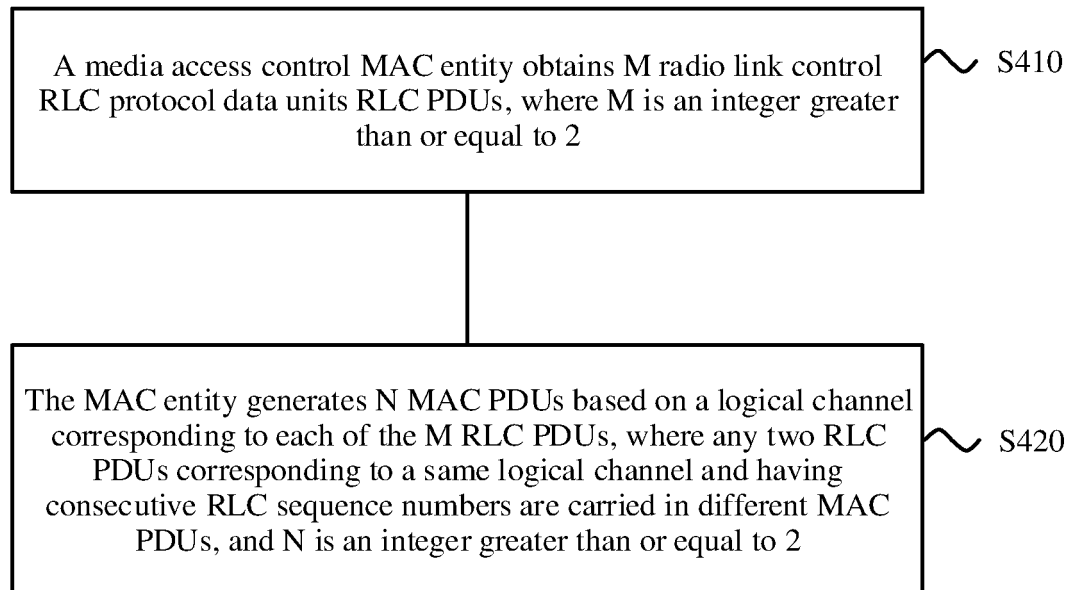 A media access control MAC entity obtains M radio link control
RLC protocol data units RLC PDUs, where M is an integer greater
than or equal to 2
S410
The MAC entity generates N MAC PDUs based on a logical channel
corresponding to each of the M RLC PDUs, where any two RLC
PDUs corresponding to a same logical channel and having
consecutive RLC sequence numbers are carried in different MAC
PDUs, and N is an integer greater than or equal to 2
S420